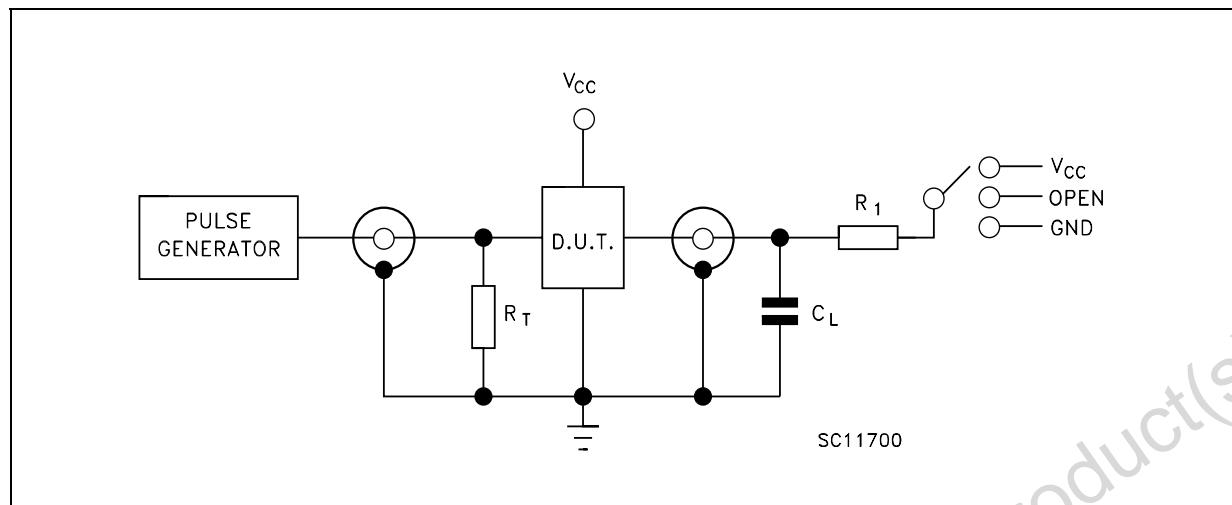 VCC
PULSE
GENERATOR
D.U.T.
RT
CL
R1
VCC
OPEN
GND
SC11700